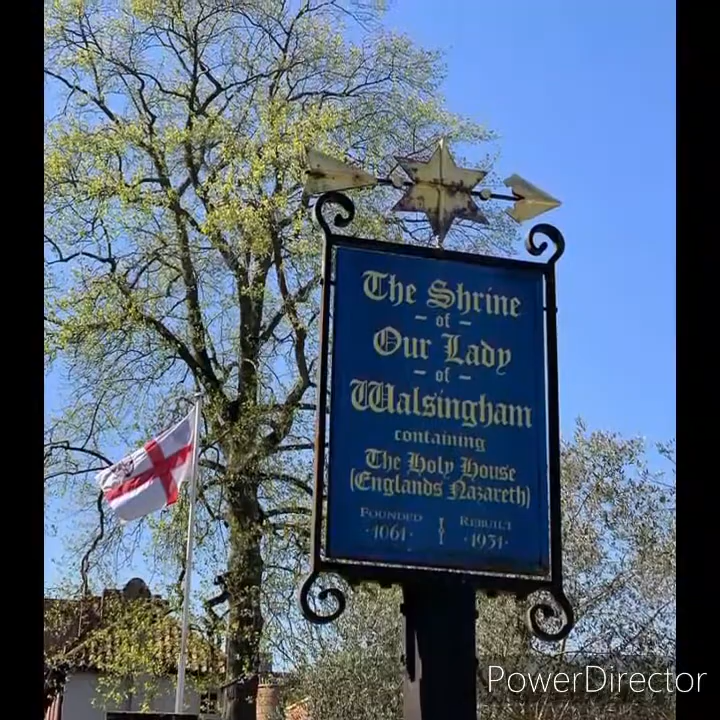 The Shrine
- of -
Our Lady
- of -
Walsingham
containing
The Holy House
(Englands Nazareth)
FOUNDED REBUILT
·1061· ·1931·
PowerDirector